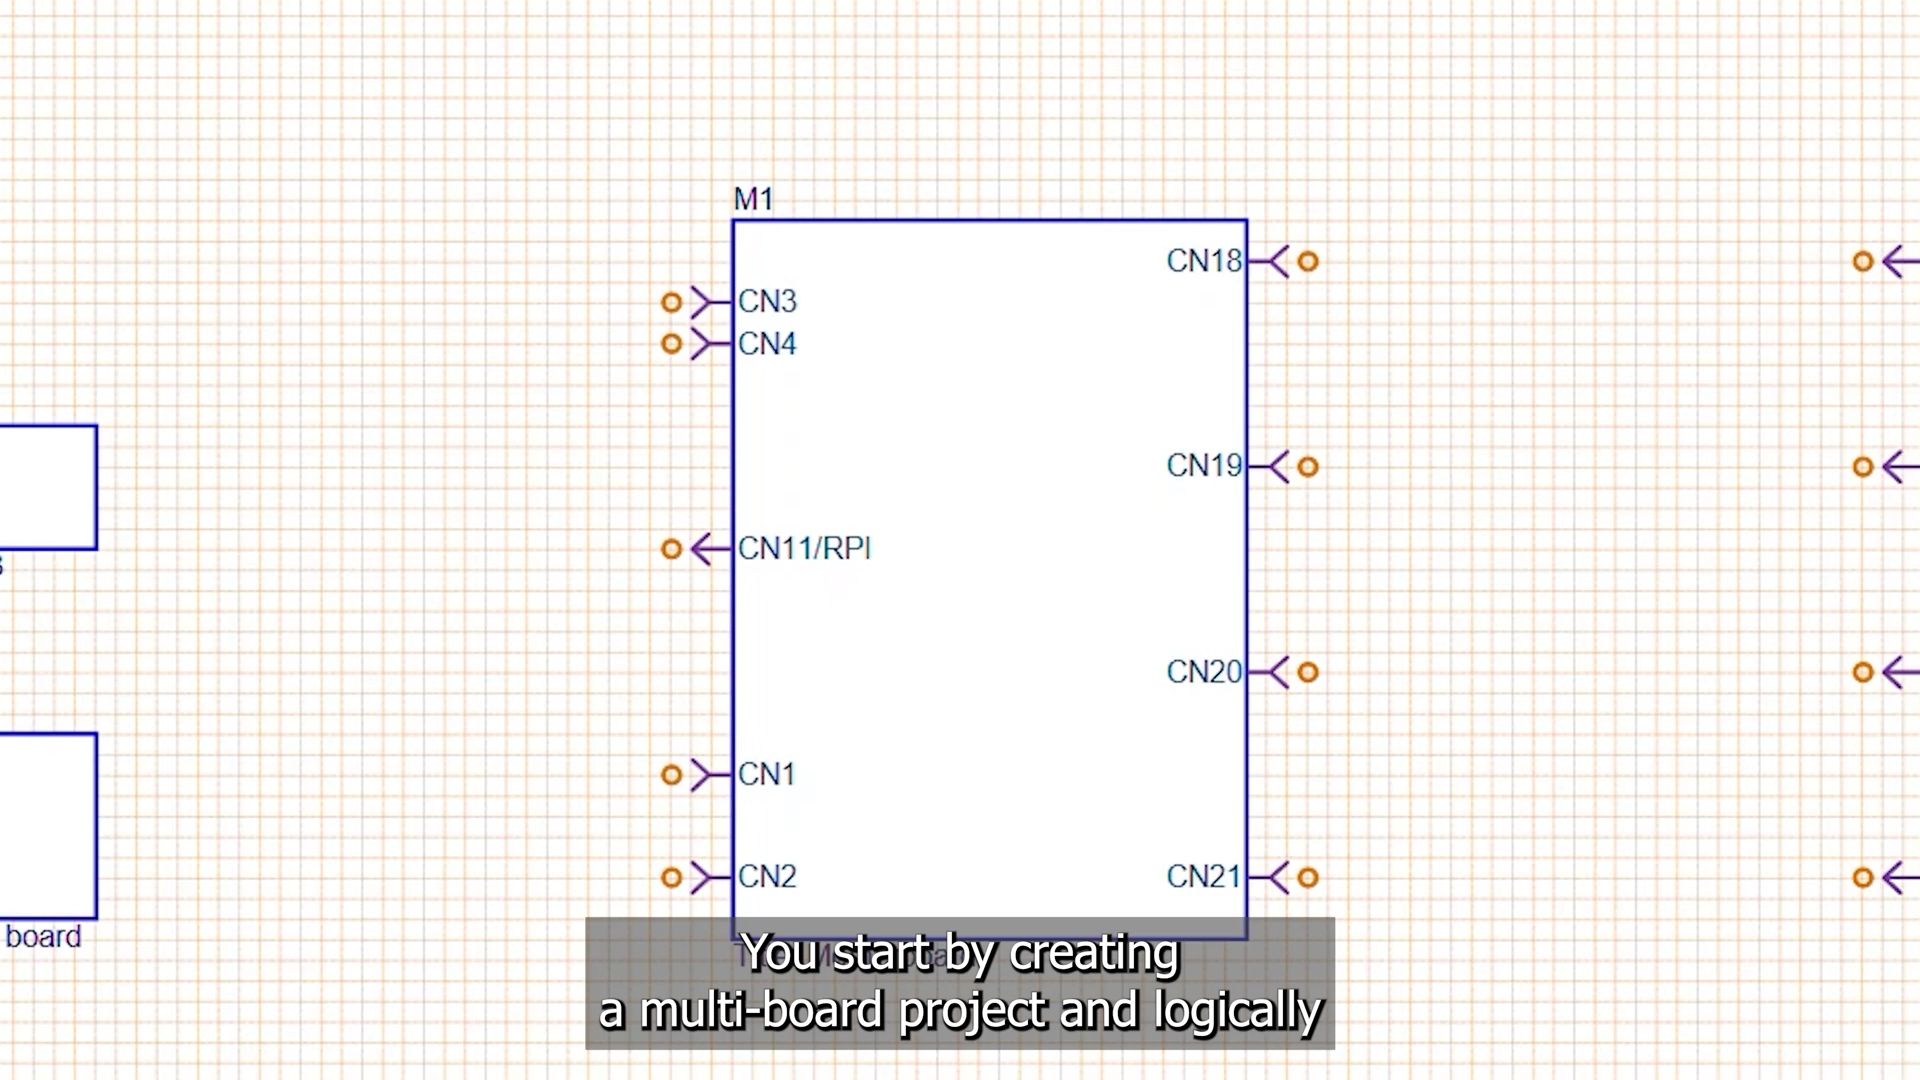 M1
CN18
CN3
CN4
CN19
CN11/RPI
CN20
CN1
CN2
CN21
board
You start by creating
a multi-board project and logically